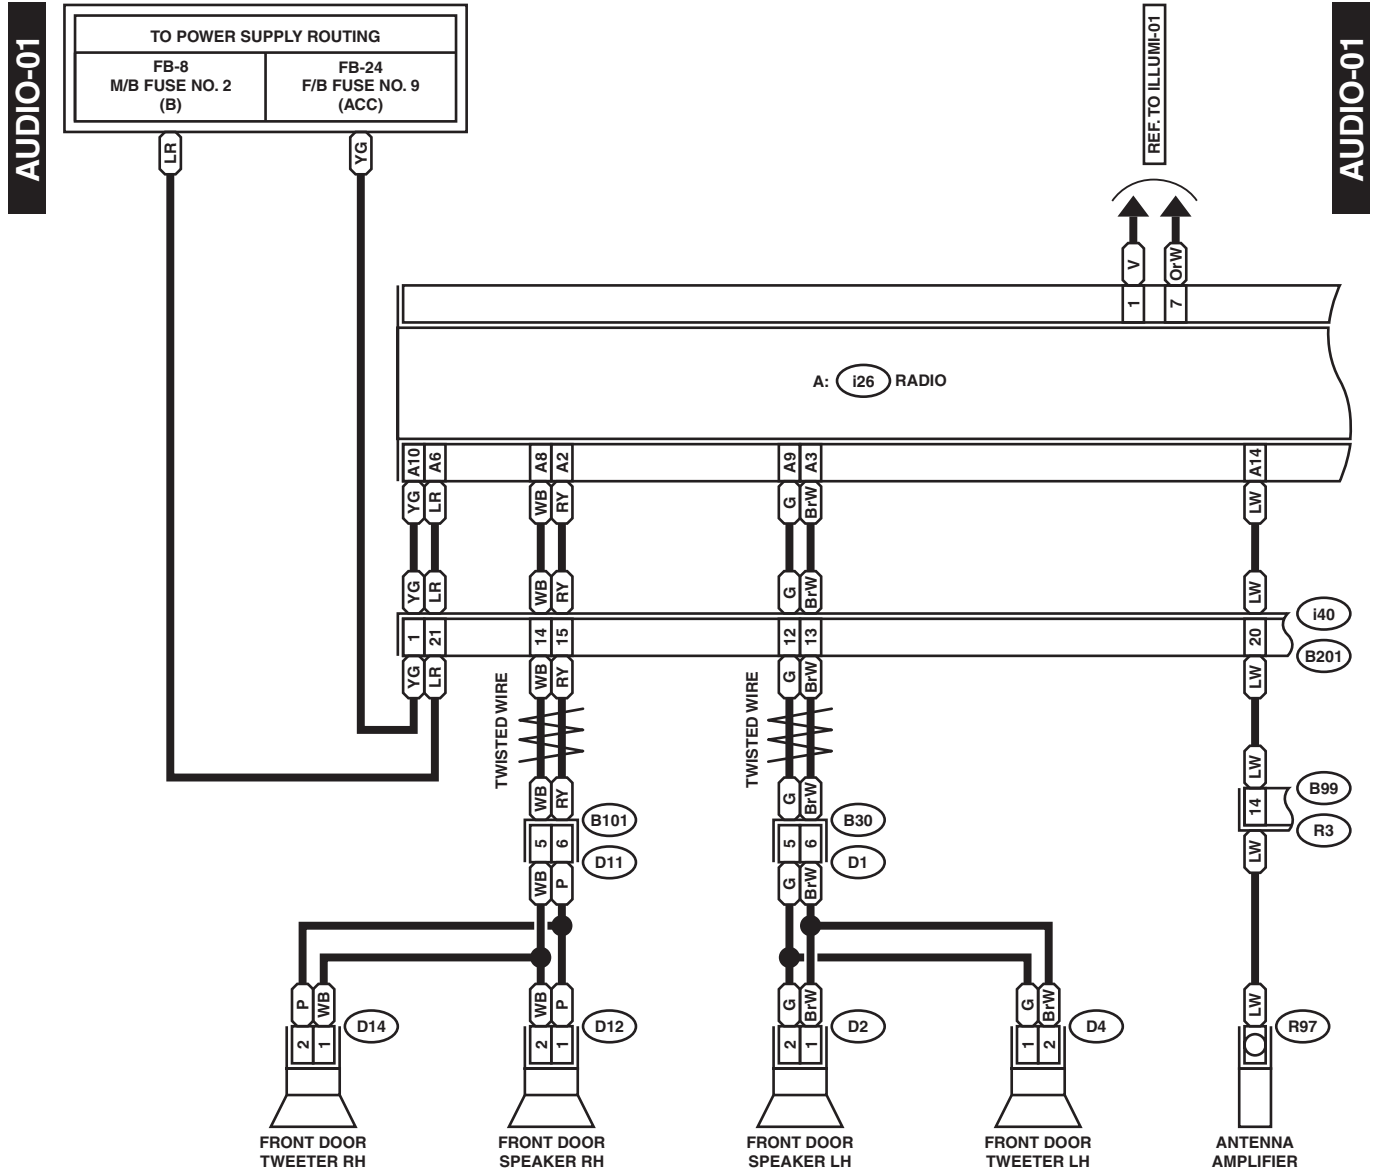 AUDIO-01
TO POWER SUPPLY ROUTING
FB-8
M/B FUSE NO. 2
(B)
FB-24
F/B FUSE NO. 9
(ACC)
REF. TO ILLUMI-01
AUDIO-01
LR
YG
V
OrW
1
7
A: i26 RADIO
A10 A6 A8 A2 A9 A3 A14
YG LR WB RY G BrW LW
YG LR WB RY G BrW LW
i40
1 21 14 15 12 13 20
B201
YG LR WB RY G BrW LW
TWISTED WIRE
TWISTED WIRE
WB RY G BrW LW
B99
14
R3
LW
B101
B30
5 6 5 6
D11
D1
WB P G BrW
P WB WB P G BrW G BrW LW
2 1 D14
2 1 D12
2 1 D2
1 2 D4
R97
FRONT DOOR
TWEETER RH
FRONT DOOR
SPEAKER RH
FRONT DOOR
SPEAKER LH
FRONT DOOR
TWEETER LH
ANTENNA
AMPLIFIER